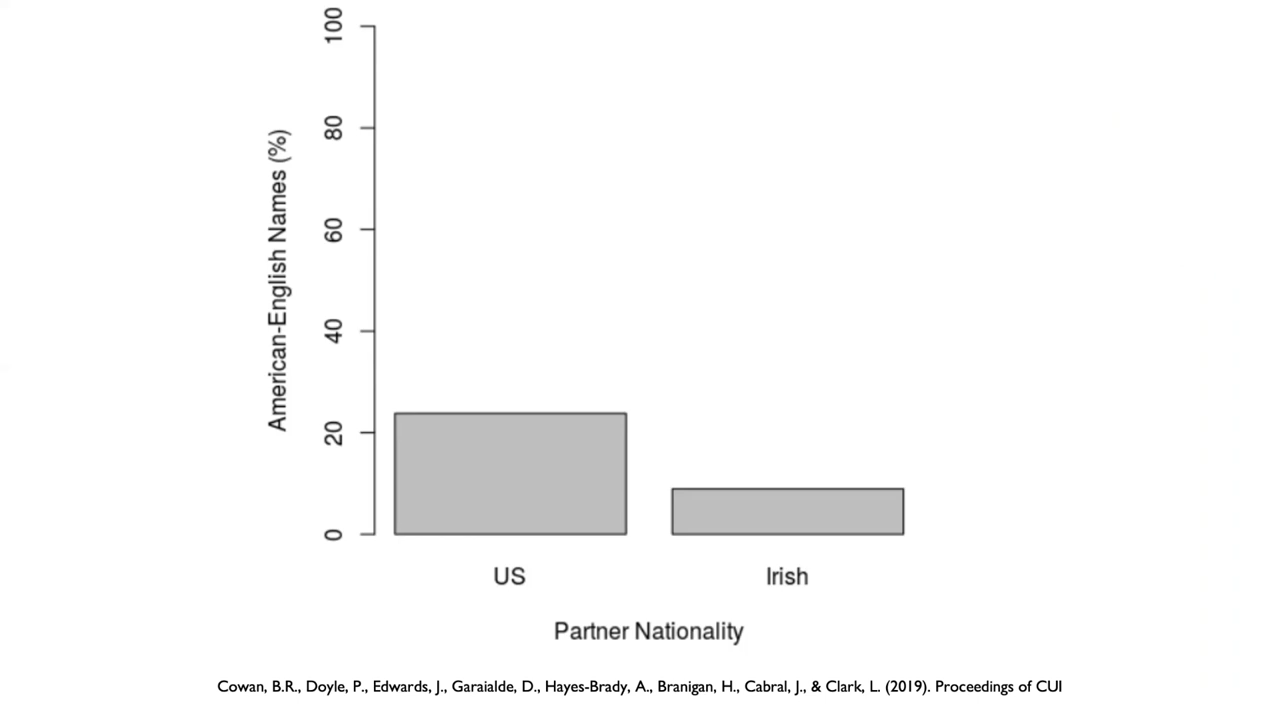 American-English Names (%)
100
80
60
40
20
0
US
Irish
Partner Nationality
Cowan, B.R., Doyle, P., Edwards, J., Garaialde, D., Hayes-Brady, A., Branigan, H., Cabral, J., & Clark, L. (2019). Proceedings of CUI